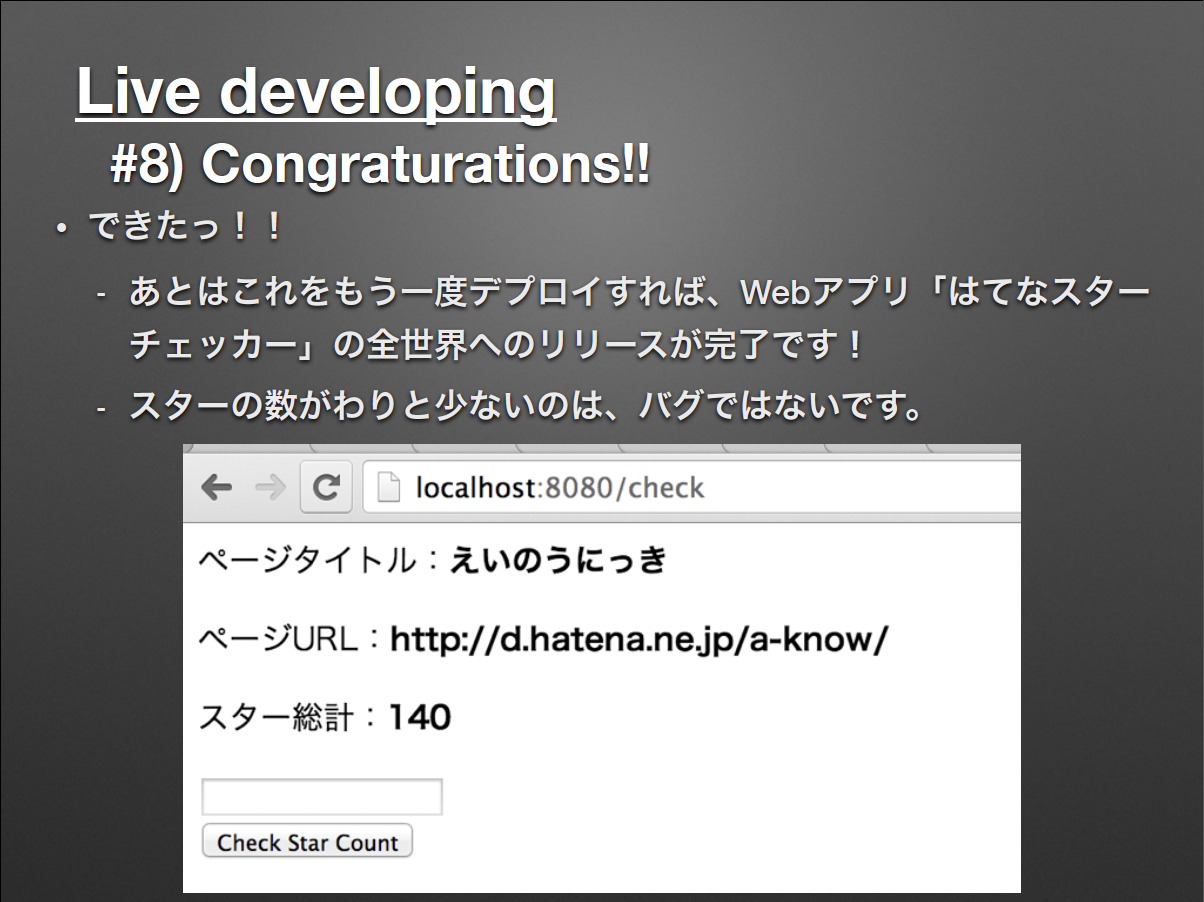 Live developing
#8) Congraturations!!
• できたっ！！
- あとはこれをもう一度デプロイすれば、Webアプリ「はてなスター
チェッカー」の全世界へのリリースが完了です！
- スターの数がわりと少ないのは、バグではないです。
localhost:8080/check
ページタイトル：えいのうにっき
ページURL：http://d.hatena.ne.jp/a-know/
スター総計：140
Check Star Count